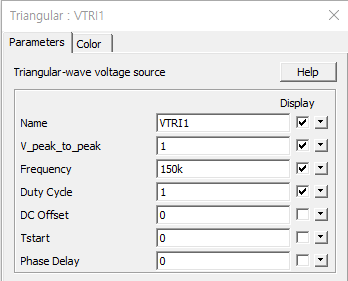 Triangular : VTRI1
Parameters Color
Triangular-wave voltage source Help
Display
Name VTRI1
V_peak_to_peak 1
Frequency 150k
Duty Cycle 1
DC Offset 0
Tstart 0
Phase Delay 0